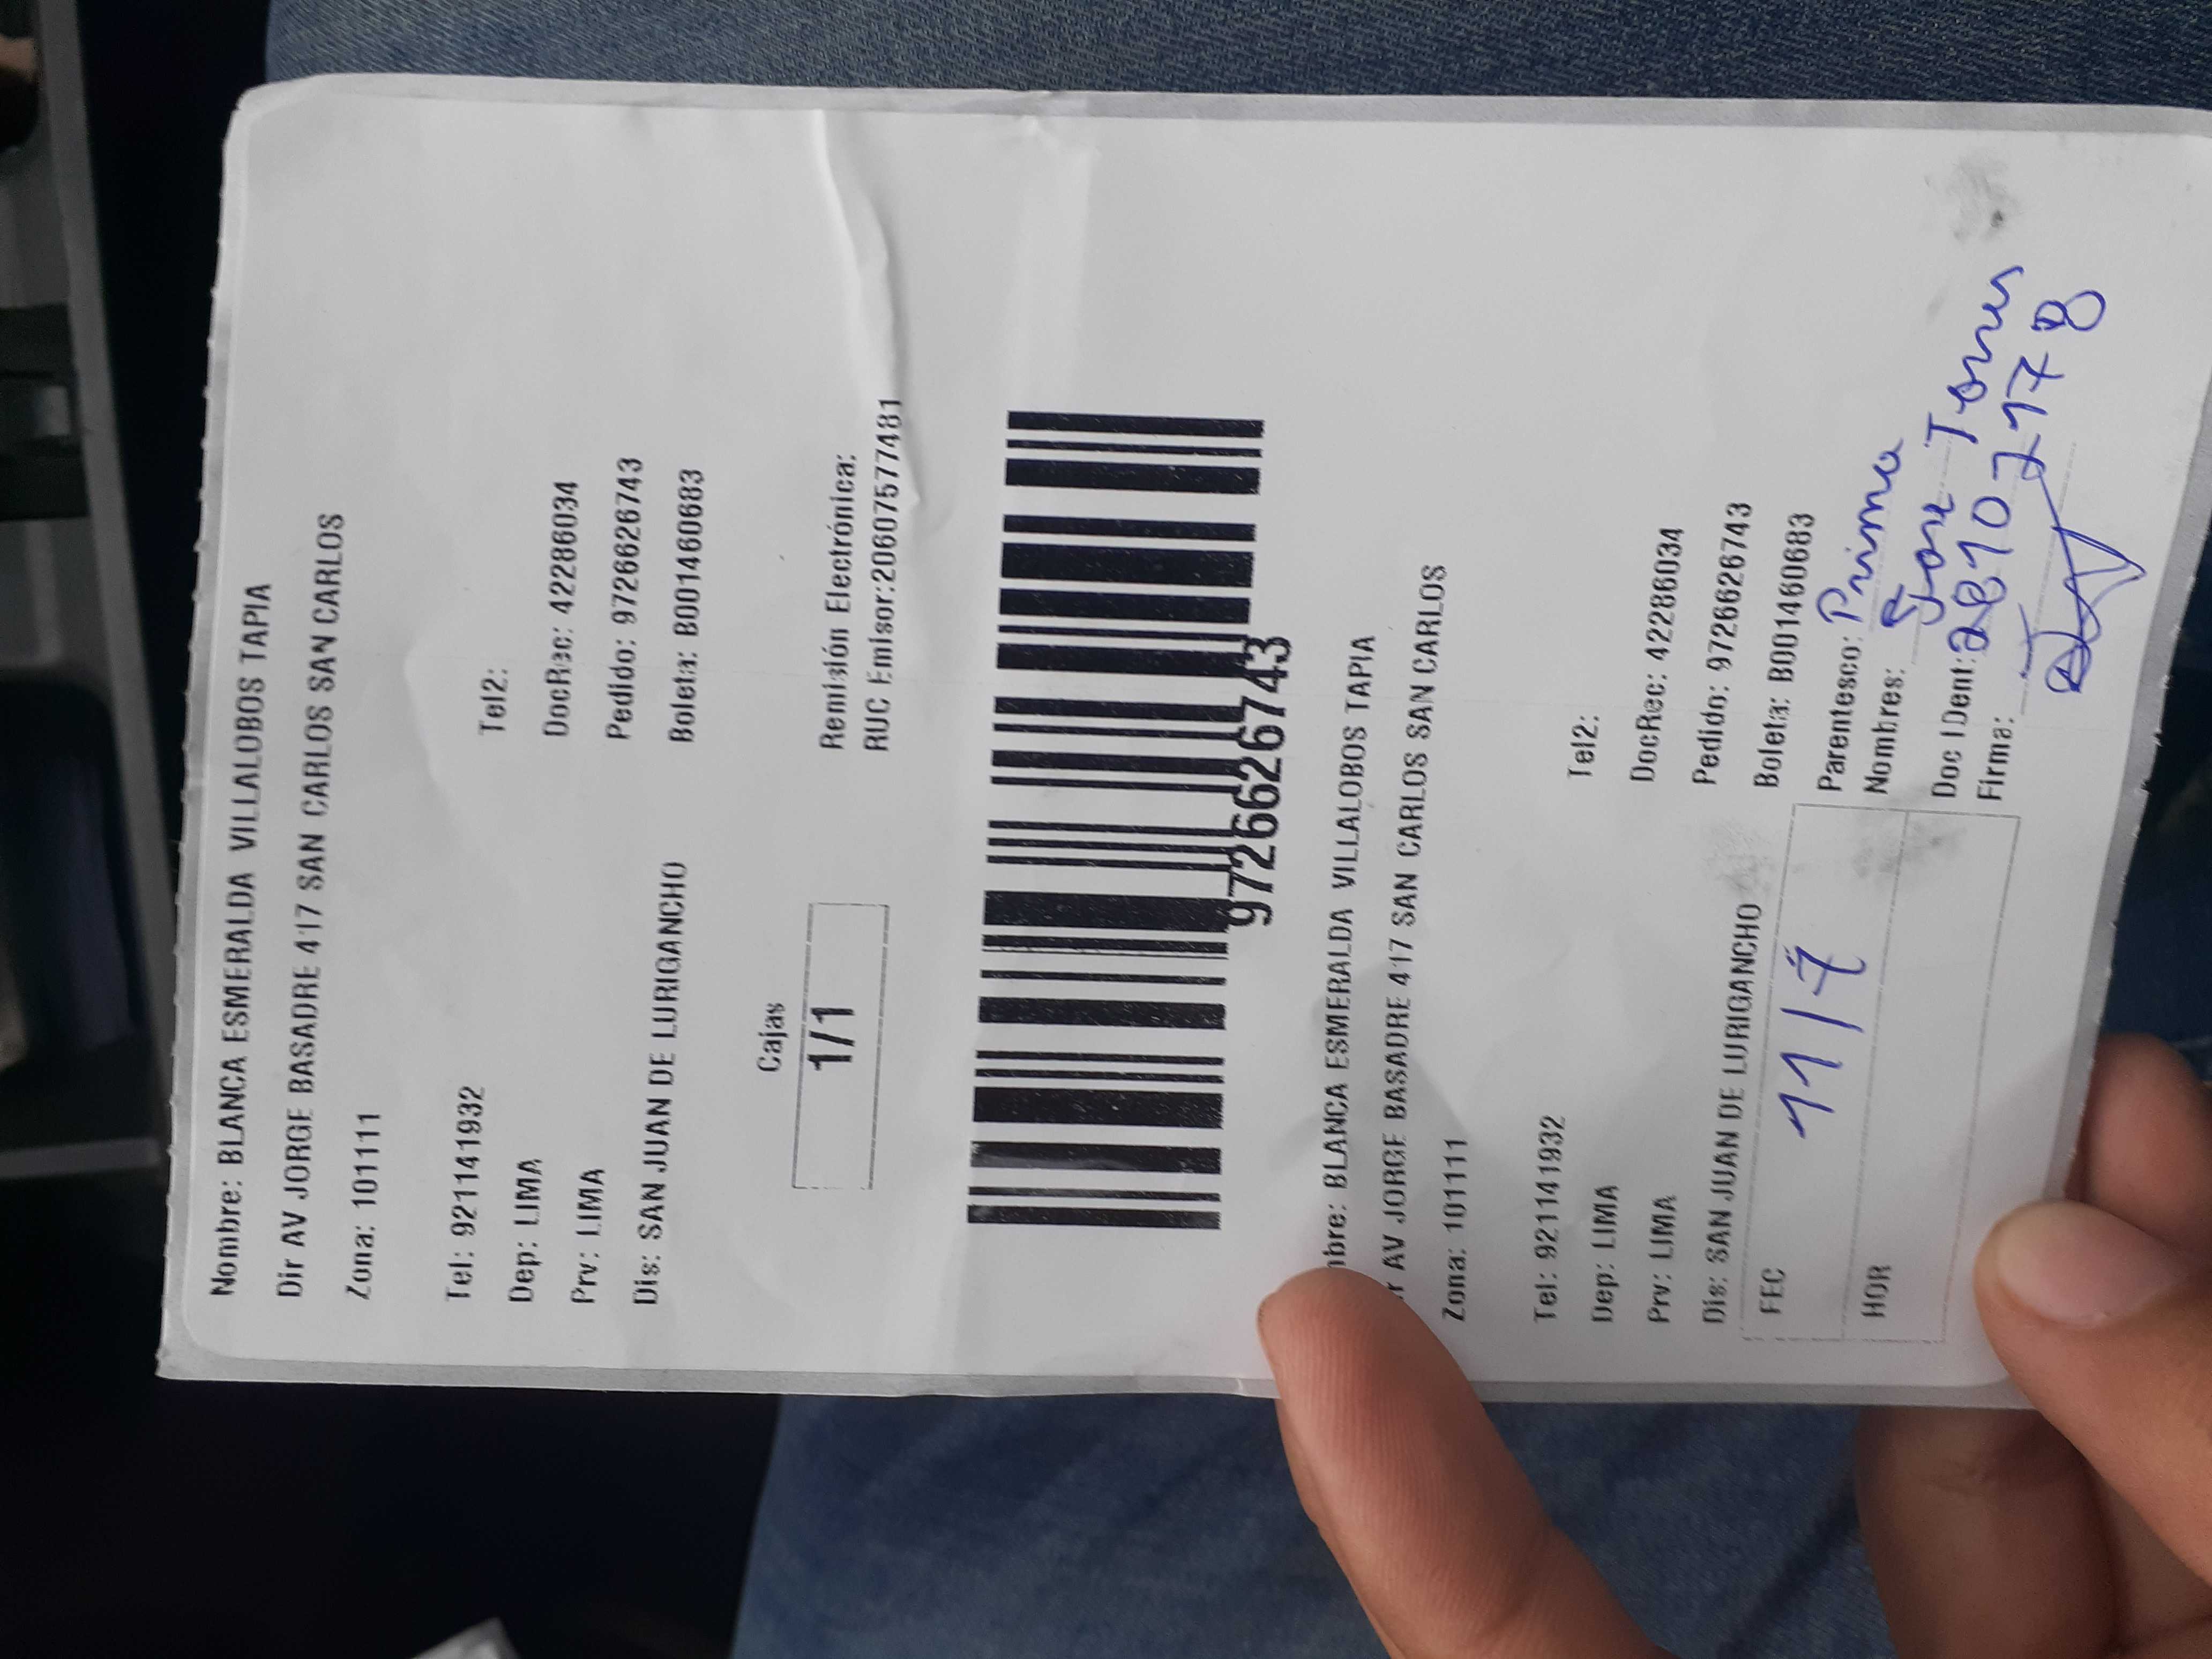 Nombre: BLANCA ESMERALDA VILLALOBOS TAPIA
Dir AV JORGE BASADRE 417 SAN CARLOS SAN CARLOS
Zona: 101111
Tel: 921141932 Tel2:
Dep: LIMA DocRec: 42286034
Prv: LIMA Pedido: 9726626743
Dis: SAN JUAN DE LURIGANCHO Boleta: B001460683
Cajas
1/1
Remisión Electrónica:
RUC Emisor:20607577481
9726626743
mbre: BLANCA ESMERALDA VILLALOBOS TAPIA
r AV JORGE BASADRE 417 SAN CARLOS SAN CARLOS
Zona: 101111
Tel: 921141932 Tel2:
Dep: LIMA DocRec: 42286034
Prv: LIMA Pedido: 9726626743
Dis: SAN JUAN DE LURIGANCHO Boleta: B001460683
FEC 11/7
Parentesco: Prima
Nombres: Torres
HOR
Doc IDent:
Firma: